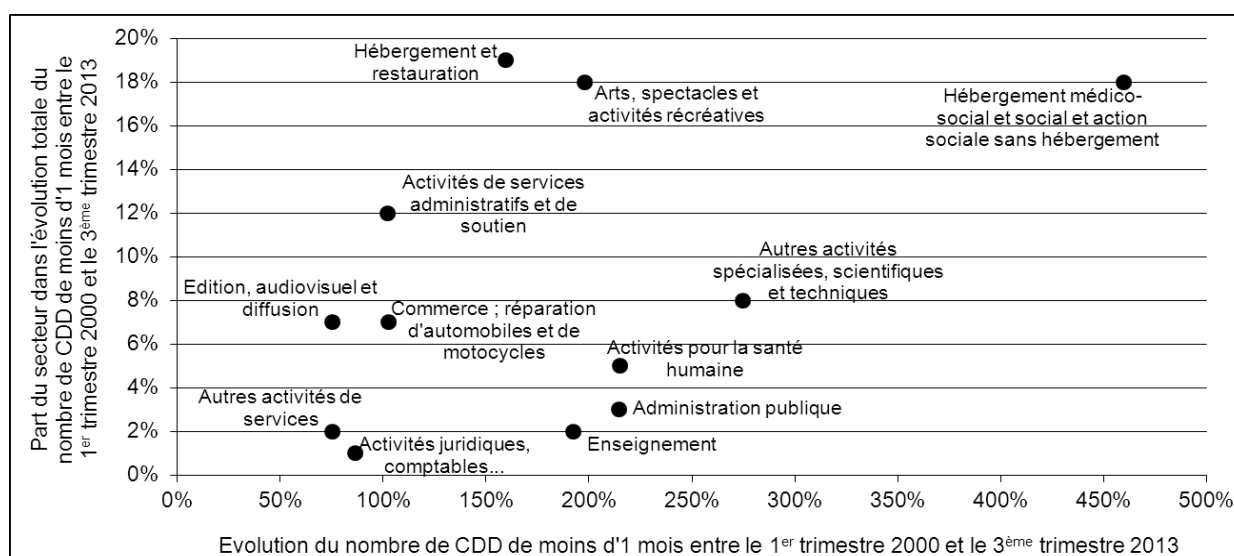 Part du secteur dans l'évolution totale du
nombre de CDD de moins d'1 mois entre le
1er trimestre 2000 et le 3ème trimestre 2013
20%
18%
16%
14%
12%
10%
8%
6%
4%
2%
0%
Hébergement et
restauration
Arts, spectacles et
activités récréatives
Hébergement médico-
social et social et action
sociale sans hébergement
Activités de services
administratifs et de
soutien
Autres activités
spécialisées, scientifiques
et techniques
Edition, audiovisuel et
diffusion
Commerce ; réparation
d'automobiles et de
motocycles
Activités pour la santé
humaine
Autres activités de
services
Administration publique
Activités juridiques,
comptables...
Enseignement
0%
50%
100%
150%
200%
250%
300%
350%
400%
450%
500%
Evolution du nombre de CDD de moins d'1 mois entre le 1er trimestre 2000 et le 3ème trimestre 2013